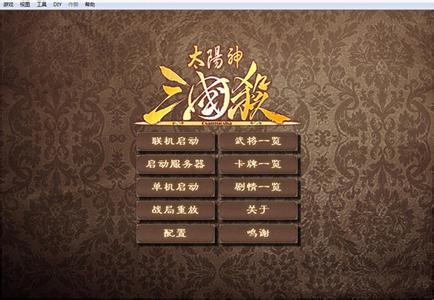 游戏 视图 工具 DIY 作弊 帮助
太陽神
三國殺
联机启动 武将一览
启动服务器 卡牌一览
单机启动 剧情一览
战局重放 关于
配置 鸣谢